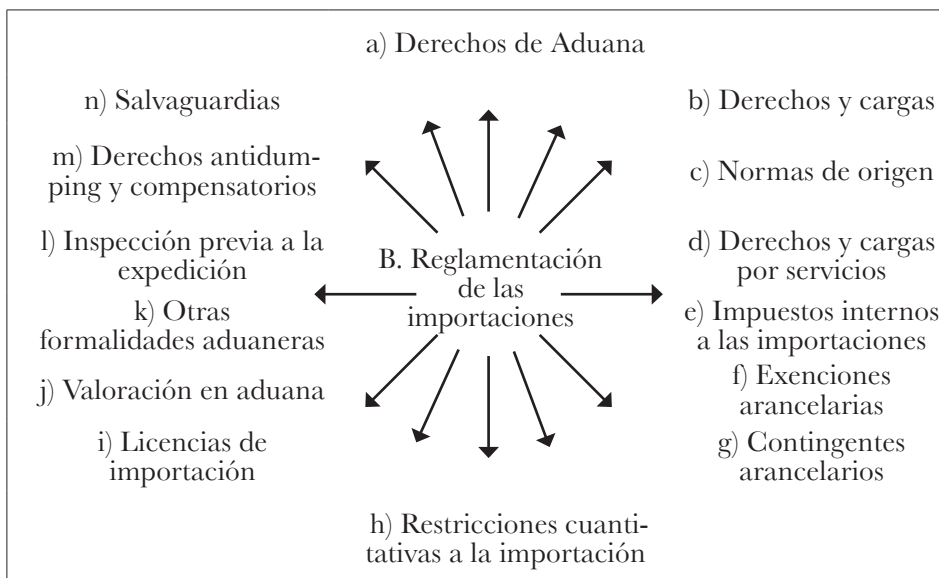 a) Derechos de Aduana
n) Salvaguardias
b) Derechos y cargas
m) Derechos antidum-
ping y compensatorios
c) Normas de origen
l) Inspección previa a la
expedición
B. Reglamentación
de las
importaciones
d) Derechos y cargas
por servicios
k) Otras
formalidades aduaneras
e) Impuestos internos
a las importaciones
j) Valoración en aduana
f) Exenciones
arancelarias
i) Licencias de
importación
g) Contingentes
arancelarios
h) Restricciones cuanti-
tativas a la importación